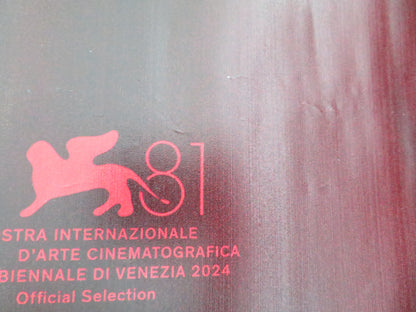 81
STRA INTERNAZIONALE
D'ARTE CINEMATOGRAFICA
BIENNALE DI VENEZIA 2024
Official Selection